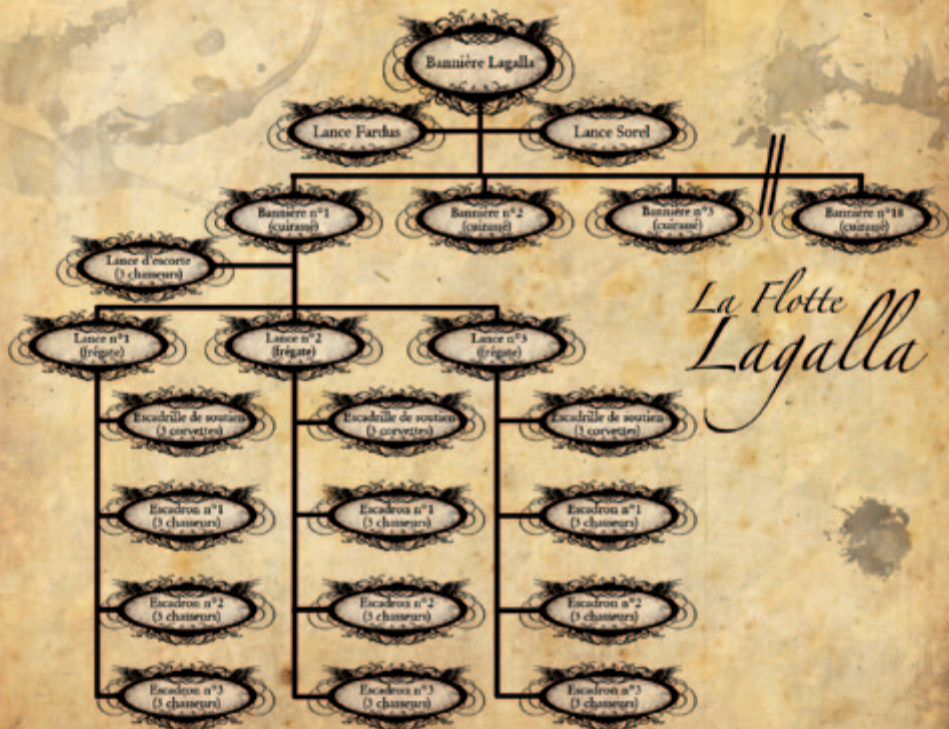 Bannière Lagalla
Lance Fardus
Lance Sorel
Bannière n°1
(cuirassé)
Bannière n°2
(cuirassé)
Bannière n°3
(cuirassé)
Bannière n°18
(cuirassé)
Lance d'escorte
(3 chasseurs)
La Flotte
Lagalla
Lance n°1
(frégate)
Lance n°2
(frégate)
Lance n°3
(frégate)
Escadrille de soutien
(3 corvettes)
Escadrille de soutien
(3 corvettes)
Escadrille de soutien
(3 corvettes)
Escadron n°1
(3 chasseurs)
Escadron n°1
(3 chasseurs)
Escadron n°1
(3 chasseurs)
Escadron n°2
(3 chasseurs)
Escadron n°2
(3 chasseurs)
Escadron n°2
(3 chasseurs)
Escadron n°3
(3 chasseurs)
Escadron n°3
(3 chasseurs)
Escadron n°3
(3 chasseurs)